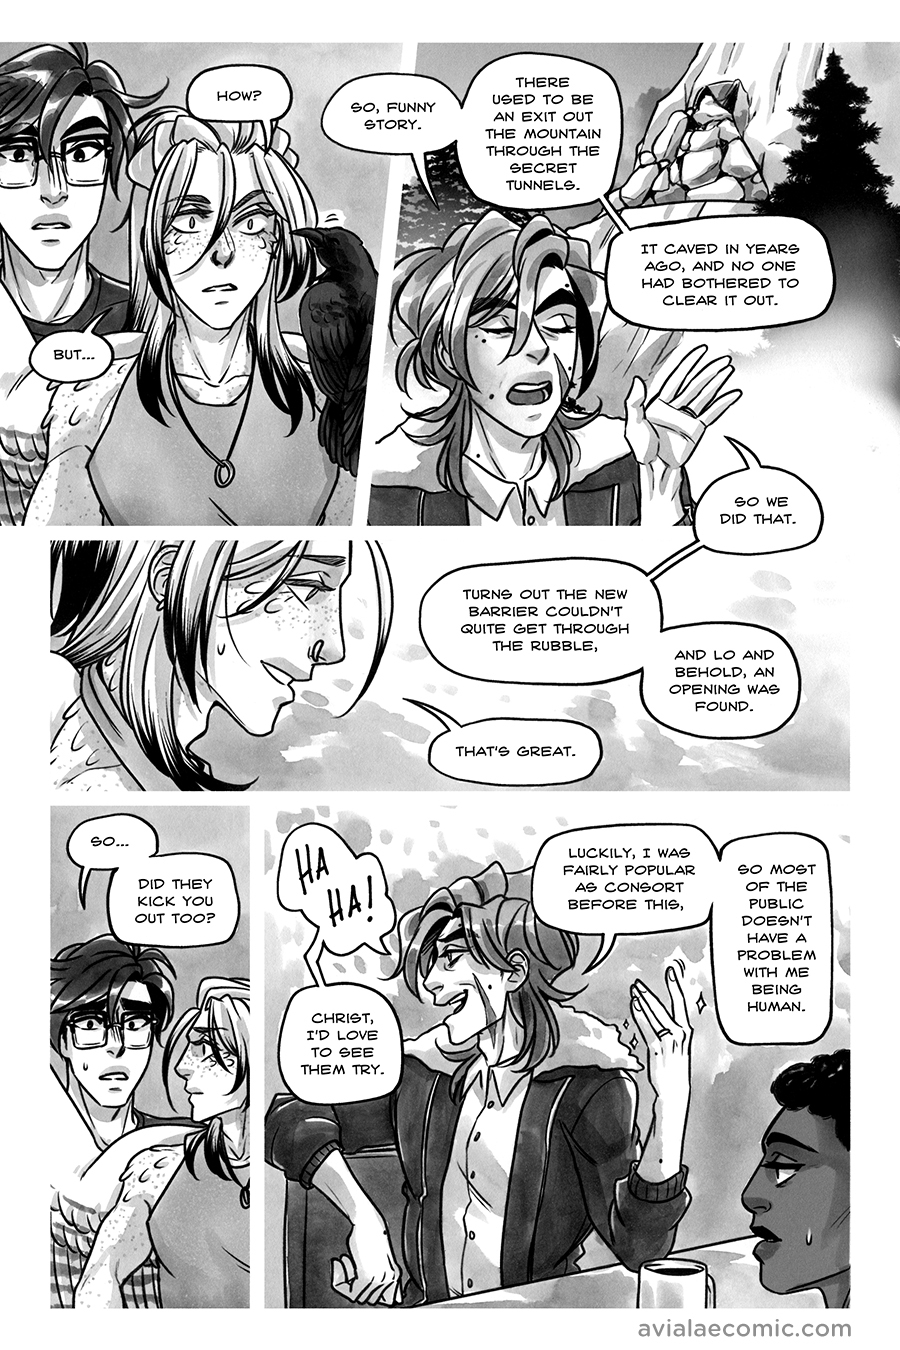 HOW?
BUT...
SO, FUNNY
STORY.
THERE
USED TO BE
AN EXIT OUT
THE MOUNTAIN
THROUGH THE
SECRET
TUNNELS.
IT CAVED IN YEARS
AGO, AND NO ONE
HAD BOTHERED TO
CLEAR IT OUT.
SO WE
DID THAT.
TURNS OUT THE NEW
BARRIER COULDN'T
QUITE GET THROUGH
THE RUBBLE,
AND LO AND
BEHOLD, AN
OPENING WAS
FOUND.
THAT'S GREAT.
SO...
DID THEY
KICK YOU
OUT TOO?
HA
HA!
CHRIST,
I'D LOVE
TO SEE
THEM TRY.
LUCKILY, I WAS
FAIRLY POPULAR
AS CONSORT
BEFORE THIS,
SO MOST
OF THE
PUBLIC
DOESN'T
HAVE A
PROBLEM
WITH ME
BEING
HUMAN.
avialaecomic.com